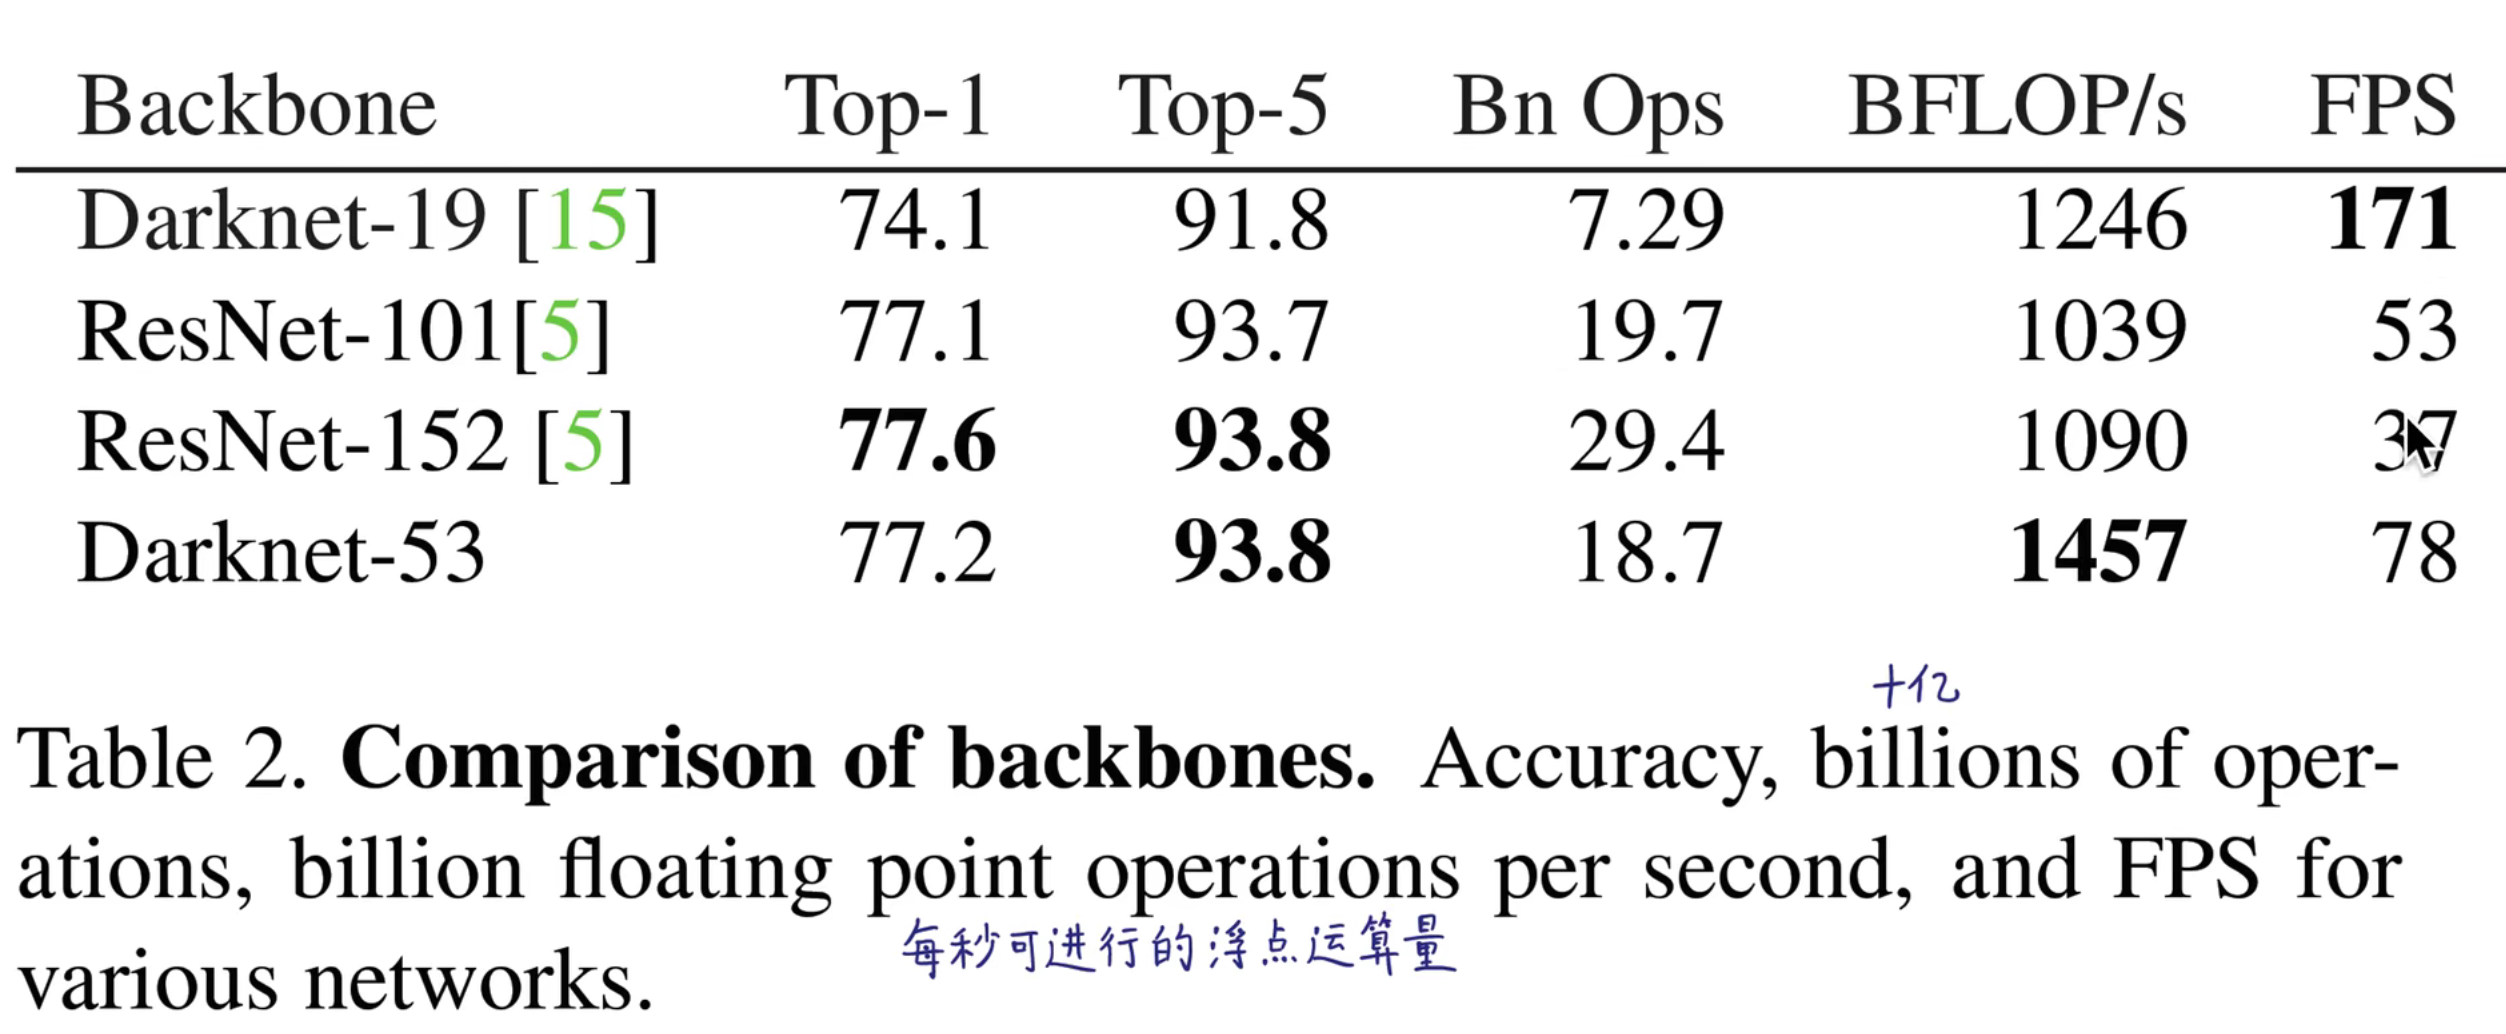 Backbone Top-1 Top-5 Bn Ops BFLOP/s FPS
Darknet-19 [15] 74.1 91.8 7.29 1246 171
ResNet-101[5] 77.1 93.7 19.7 1039 53
ResNet-152 [5] 77.6 93.8 29.4 1090 37
Darknet-53 77.2 93.8 18.7 1457 78
十亿
Table 2. Comparison of backbones. Accuracy, billions of oper-
ations, billion floating point operations per second, and FPS for
每秒可进行的浮点运算量
various networks.